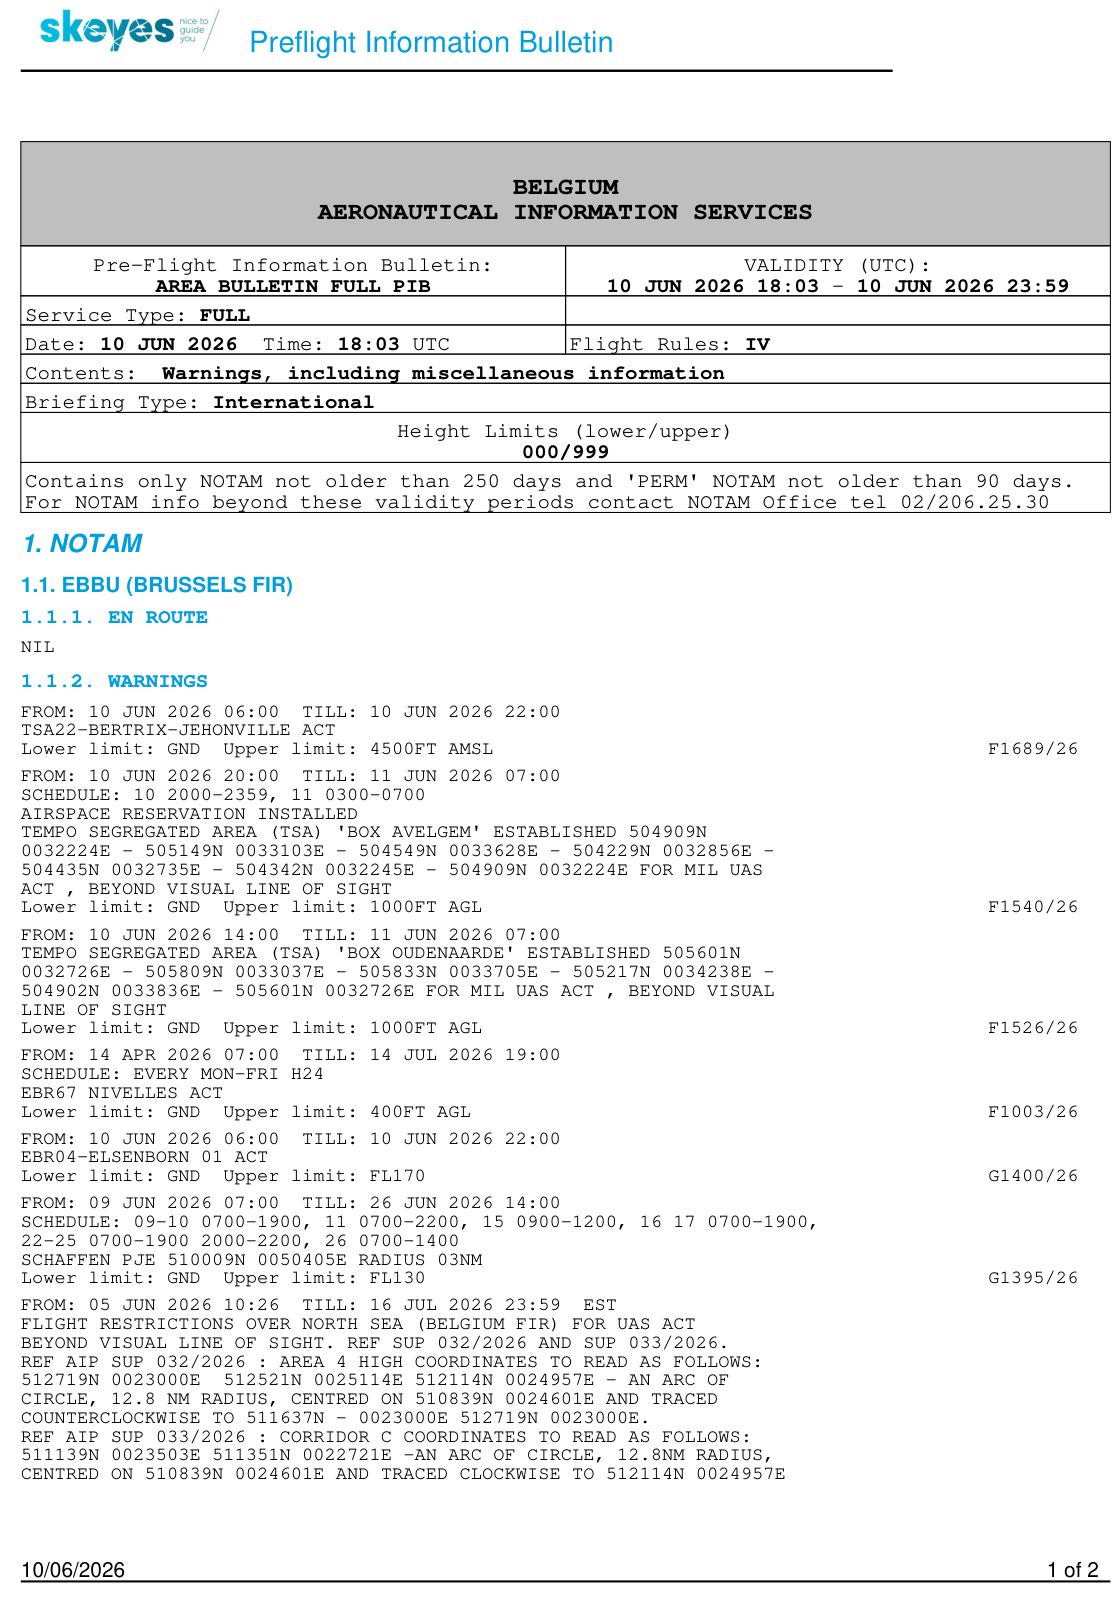 skeyes nice to guide you
Preflight Information Bulletin
BELGIUM
AERONAUTICAL INFORMATION SERVICES
Pre-Flight Information Bulletin:
AREA BULLETIN FULL PIB
VALIDITY (UTC):
10 JUN 2026 18:03 - 10 JUN 2026 23:59
Service Type: FULL
Date: 10 JUN 2026  Time: 18:03 UTC
Flight Rules: IV
Contents:  Warnings, including miscellaneous information
Briefing Type: International
Height Limits (lower/upper)
000/999
Contains only NOTAM not older than 250 days and 'PERM' NOTAM not older than 90 days.
For NOTAM info beyond these validity periods contact NOTAM Office tel 02/206.25.30
1. NOTAM
1.1. EBBU (BRUSSELS FIR)
1.1.1. EN ROUTE
NIL
1.1.2. WARNINGS
FROM: 10 JUN 2026 06:00  TILL: 10 JUN 2026 22:00
TSA22-BERTRIX-JEHONVILLE ACT
Lower limit: GND  Upper limit: 4500FT AMSL F1689/26
FROM: 10 JUN 2026 20:00  TILL: 11 JUN 2026 07:00
SCHEDULE: 10 2000-2359, 11 0300-0700
AIRSPACE RESERVATION INSTALLED
TEMPO SEGREGATED AREA (TSA) 'BOX AVELGEM' ESTABLISHED 504909N
0032224E - 505149N 0033103E - 504549N 0033628E - 504229N 0032856E -
504435N 0032735E - 504342N 0032245E - 504909N 0032224E FOR MIL UAS
ACT , BEYOND VISUAL LINE OF SIGHT
Lower limit: GND  Upper limit: 1000FT AGL F1540/26
FROM: 10 JUN 2026 14:00  TILL: 11 JUN 2026 07:00
TEMPO SEGREGATED AREA (TSA) 'BOX OUDENAARDE' ESTABLISHED 505601N
0032726E - 505809N 0033037E - 505833N 0033705E - 505217N 0034238E -
504902N 0033836E - 505601N 0032726E FOR MIL UAS ACT , BEYOND VISUAL
LINE OF SIGHT
Lower limit: GND  Upper limit: 1000FT AGL F1526/26
FROM: 14 APR 2026 07:00  TILL: 14 JUL 2026 19:00
SCHEDULE: EVERY MON-FRI H24
EBR67 NIVELLES ACT
Lower limit: GND  Upper limit: 400FT AGL F1003/26
FROM: 10 JUN 2026 06:00  TILL: 10 JUN 2026 22:00
EBR04-ELSENBORN 01 ACT
Lower limit: GND  Upper limit: FL170 G1400/26
FROM: 09 JUN 2026 07:00  TILL: 26 JUN 2026 14:00
SCHEDULE: 09-10 0700-1900, 11 0700-2200, 15 0900-1200, 16 17 0700-1900,
22-25 0700-1900 2000-2200, 26 0700-1400
SCHAFFEN PJE 510009N 0050405E RADIUS 03NM
Lower limit: GND  Upper limit: FL130 G1395/26
FROM: 05 JUN 2026 10:26  TILL: 16 JUL 2026 23:59  EST
FLIGHT RESTRICTIONS OVER NORTH SEA (BELGIUM FIR) FOR UAS ACT
BEYOND VISUAL LINE OF SIGHT. REF SUP 032/2026 AND SUP 033/2026.
REF AIP SUP 032/2026 : AREA 4 HIGH COORDINATES TO READ AS FOLLOWS:
512719N 0023000E  512521N 0025114E 512114N 0024957E - AN ARC OF
CIRCLE, 12.8 NM RADIUS, CENTRED ON 510839N 0024601E AND TRACED
COUNTERCLOCKWISE TO 511637N - 0023000E 512719N 0023000E.
REF AIP SUP 033/2026 : CORRIDOR C COORDINATES TO READ AS FOLLOWS:
511139N 0023503E 511351N 0022721E -AN ARC OF CIRCLE, 12.8NM RADIUS,
CENTRED ON 510839N 0024601E AND TRACED CLOCKWISE TO 512114N 0024957E
10/06/2026 1 of 2